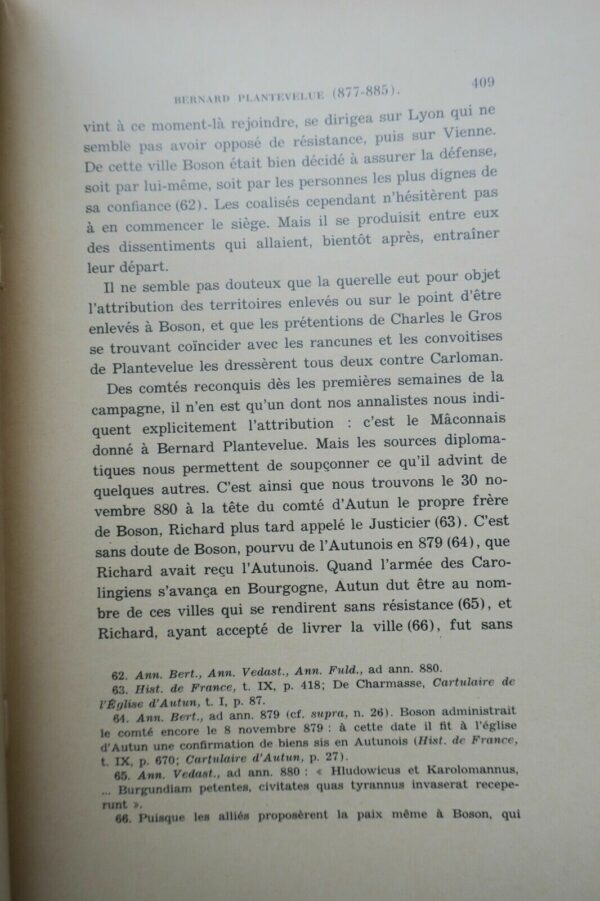 BERNARD PLANTEVELUE (877-885). 409
vint à ce moment-là rejoindre, se dirigea sur Lyon qui ne
semble pas avoir opposé de résistance, puis sur Vienne.
De cette ville Boson était bien décidé à assurer la défense,
soit par lui-même, soit par les personnes les plus dignes de
sa confiance (62). Les coalisés cependant n'hésitèrent pas
à en commencer le siège. Mais il se produisit entre eux
des dissentiments qui allaient, bientôt après, entraîner
leur départ.
Il ne semble pas douteux que la querelle eut pour objet
l'attribution des territoires enlevés ou sur le point d'être
enlevés à Boson, et que les prétentions de Charles le Gros
se trouvant coïncider avec les rancunes et les convoitises
de Plantevelue les dressèrent tous deux contre Carloman.
Des comtés reconquis dès les premières semaines de la
campagne, il n'en est qu'un dont nos annalistes nous indi-
quent explicitement l'attribution : c'est le Mâconnais
donné à Bernard Plantevelue. Mais les sources diploma-
tiques nous permettent de soupçonner ce qu'il advint de
quelques autres. C'est ainsi que nous trouvons le 30 no-
vembre 880 à la tête du comté d'Autun le propre frère
de Boson, Richard plus tard appelé le Justicier (63). C'est
sans doute de Boson, pourvu de l'Autunois en 879 (64), que
Richard avait reçu l'Autunois. Quand l'armée des Caro-
lingiens s'avança en Bourgogne, Autun dut être au nom-
bre de ces villes qui se rendirent sans résistance (65), et
Richard, ayant accepté de livrer la ville (66), fut sans
62. Ann. Bert., Ann. Vedast., Ann. Fuld., ad ann. 880.
63. Hist. de France, t. IX, p. 418; De Charmasse, Cartulaire de
l'Église d'Autun, t. I, p. 87.
64. Ann. Bert., ad ann. 879 (cf. supra, n. 26). Boson administrait
le comté encore le 8 novembre 879 : à cette date il fit à l'église
d'Autun une confirmation de biens sis en Autunois (Hist. de France,
t. IX, p. 670; Cartulaire d'Autun, p. 27).
65. Ann. Vedast., ad ann. 880 : « Hludowicus et Karolomannus,
... Burgundiam petentes, civitates quas tyrannus invaserat recepe-
runt ».
66. Puisque les alliés proposèrent la paix même à Boson, qui